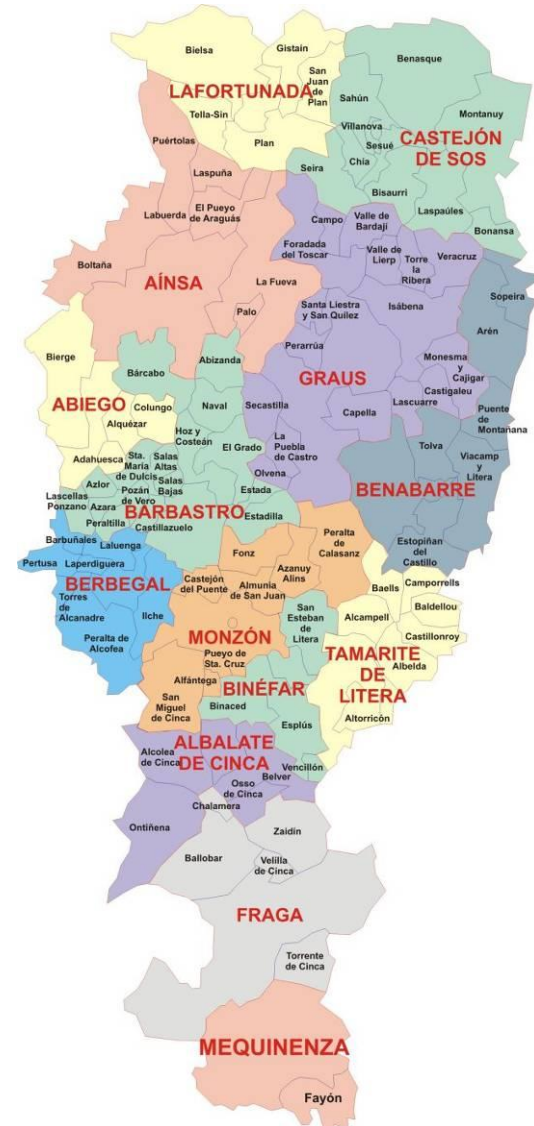 Bielsa
Gistaín
San
Juan
de
Plan
LAFORTUNADA
Tella-Sin
Plan
Benasque
Sahún
Montanuy
Villanova
Sesué
Chía
CASTEJÓN
DE SOS
Seira
Bisaurri
Laspaúles
Bonansa
Puértolas
Laspuña
Labuerda
El Pueyo
de Araguás
Boltaña
AÍNSA
La Fueva
Palo
Campo
Valle de
Bardají
Foradada
del Toscar
Valle de
Lierp
Torre
la
Ribera
Veracruz
Santa Liestra
y San Quilez
Isábena
Perarrúa
GRAUS
Monesma
y
Cajigar
Castigaleu
Lascuarre
Capella
Secastilla
La
Puebla
de Castro
Olvena
Sopeira
Arén
Puente
de
Montañana
Tolva
Viacamp
y
Litera
BENABARRE
Estopiñan
del
Castillo
Bierge
ABIEGO
Colungo
Alquézar
Adahuesca
Abizanda
Bárcabo
Naval
Hoz y
Costeán
El Grado
Sta.
María
de Dulcis
Salas
Altas
Azlor
Pozán
de Vero
Salas
Bajas
Lascellas
Ponzano
Azara
Peraltilla
BARBASTRO
Castillazuelo
Estada
Estadilla
Barbuñales
Laluenga
Pertusa
Laperdiguera
BERBEGAL
Torres
de
Alcanadre
Ilche
Peralta de
Alcofea
Fonz
Peralta
de
Calasanz
Azanuy
Alins
Castejón
del Puente
Almunia
de San Juan
MONZÓN
Pueyo de
Sta. Cruz
Alfántega
San
Miguel
de Cinca
San
Esteban
de
Litera
BINÉFAR
Binaced
Esplús
Vencillón
Baells
Camporrells
Baldellou
Alcampell
Castillonroy
TAMARITE
DE
LITERA
Albelda
Altorricón
ALBALATE
DE CINCA
Alcolea
de Cinca
Belver
Osso
de Cinca
Chalamera
Ontiñena
Zaidín
Ballobar
Velilla
de Cinca
FRAGA
Torrente
de Cinca
MEQUINENZA
Fayón